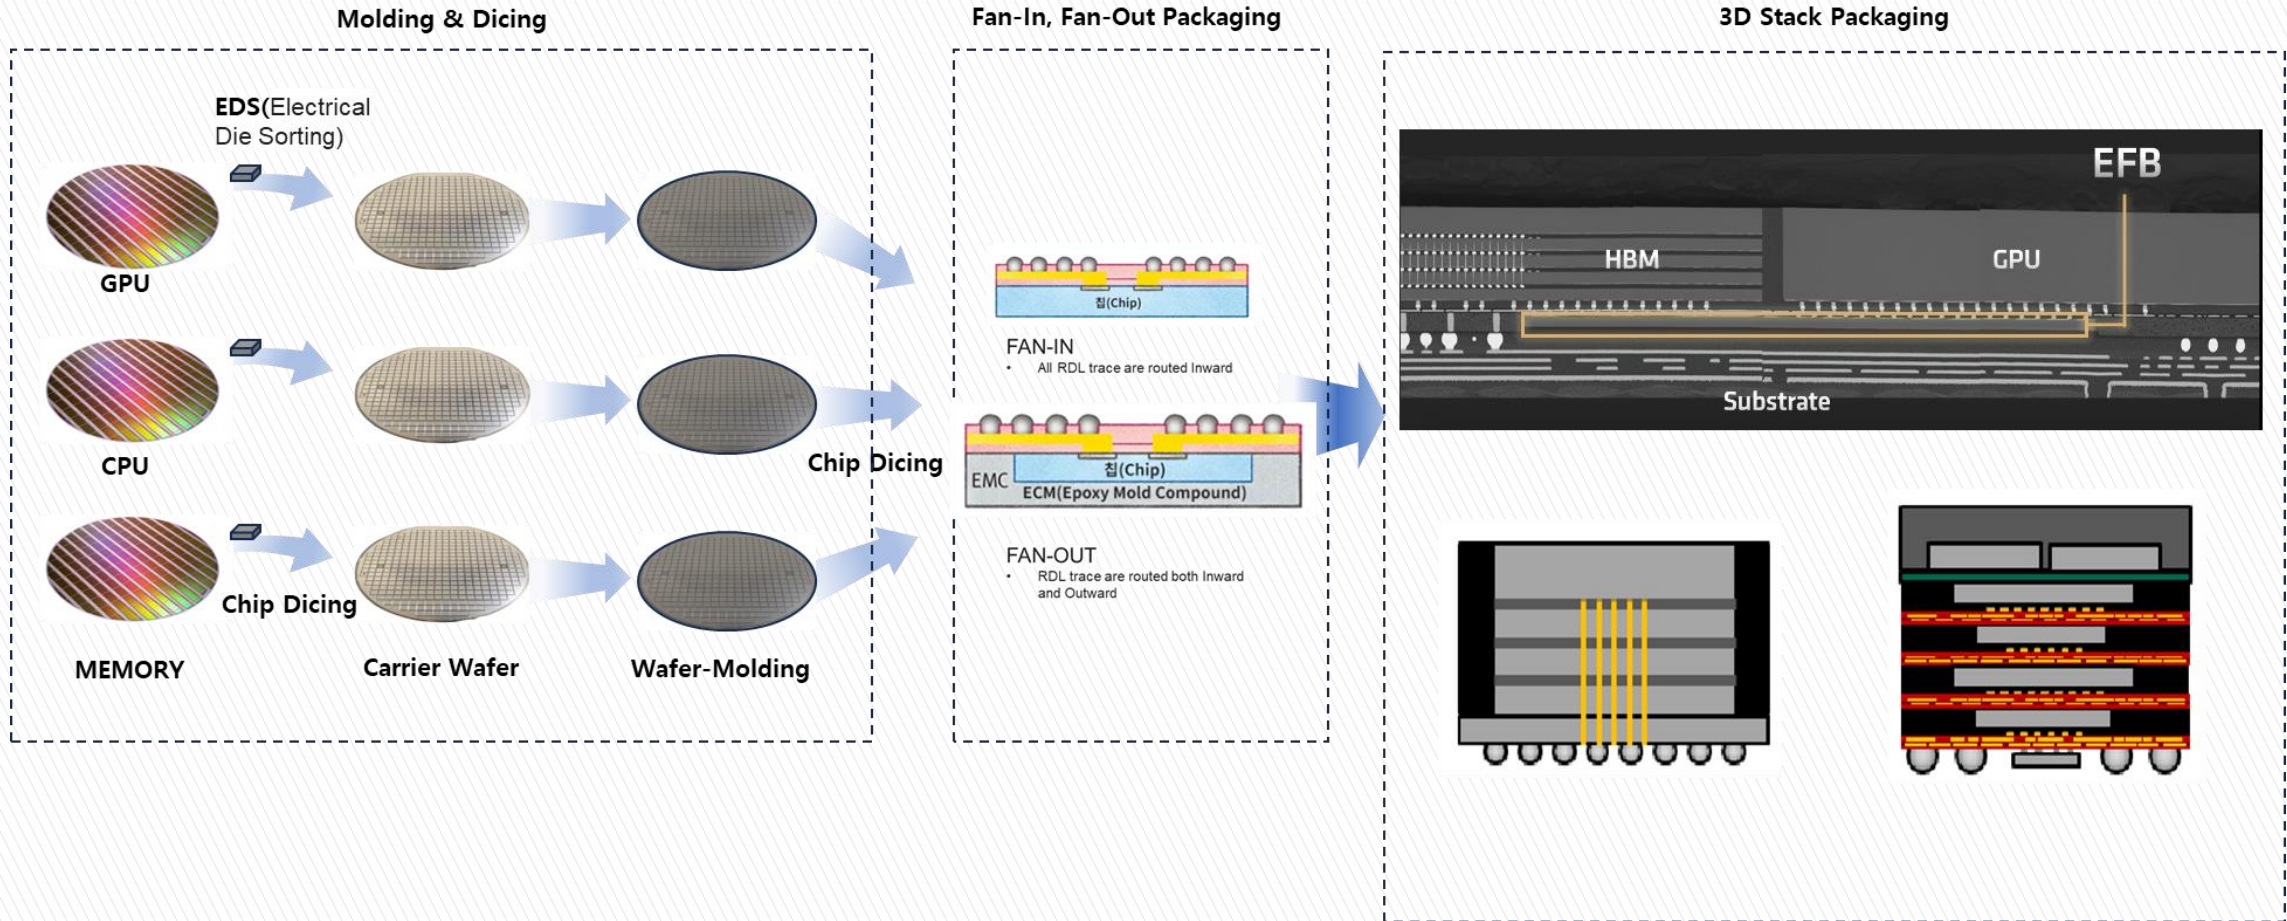 Molding & Dicing
EDS(Electrical
Die Sorting)
GPU
CPU
Chip Dicing
Chip Dicing
MEMORY
Carrier Wafer
Wafer-Molding
Fan-In, Fan-Out Packaging
칩(Chip)
FAN-IN
• All RDL trace are routed Inward
칩(Chip)
EMC
ECM(Epoxy Mold Compound)
FAN-OUT
• RDL trace are routed both Inward
and Outward
3D Stack Packaging
EFB
HBM
GPU
Substrate